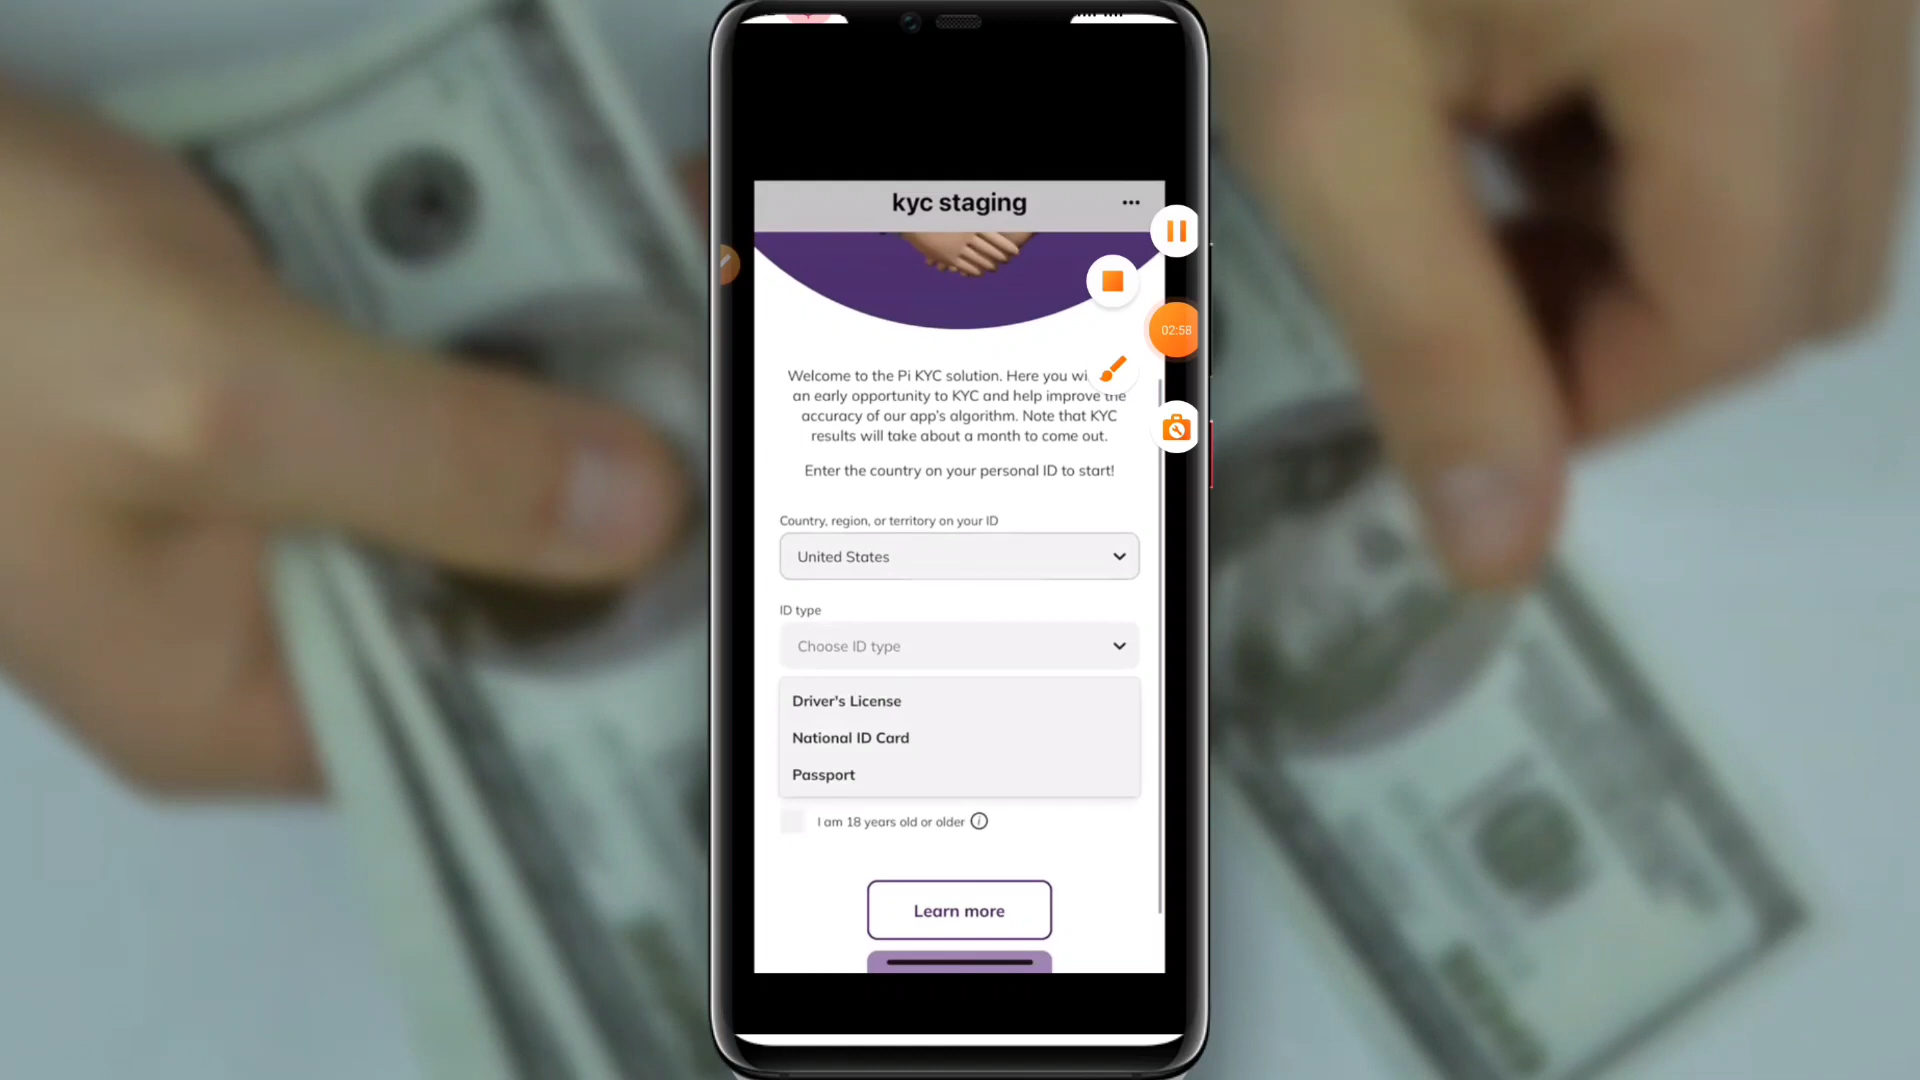 kyc staging
02:58
Welcome to the Pi KYC solution. Here you
an early opportunity to KYC and help improve the
accuracy of our app's algorithm. Note that KYC
results will take about a month to come out.
Enter the country on your personal ID to start!
Country, region, or territory on your ID
United States
ID type
Choose ID type
Driver's License
National ID Card
Passport
I am 18 years old or older
Learn more